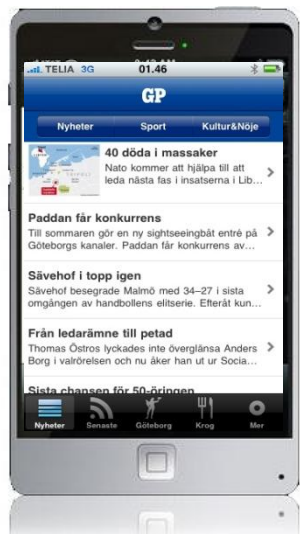 TELIA 3G 01.46
GP
Nyheter Sport Kultur&Nöje
40 döda i massaker
Nato kommer att hjälpa till att
leda nästa fas i insatserna i Lib...
Paddan får konkurrens
Till sommaren gör en ny sightseeingbåt entré på
Göteborgs kanaler. Paddan får konkurrens av...
Sävehof i topp igen
Sävehof besegrade Malmö med 34–27 i sista
omgången av handbollens elitserie. Efteråt kun...
Från ledarämne till petad
Thomas Östros lyckades inte överglänsa Anders
Borg i valrörelsen och nu åker han ut ur Socia...
Sista chansen för 50-öringen
Nyheter Senaste Göteborg Krog Mer